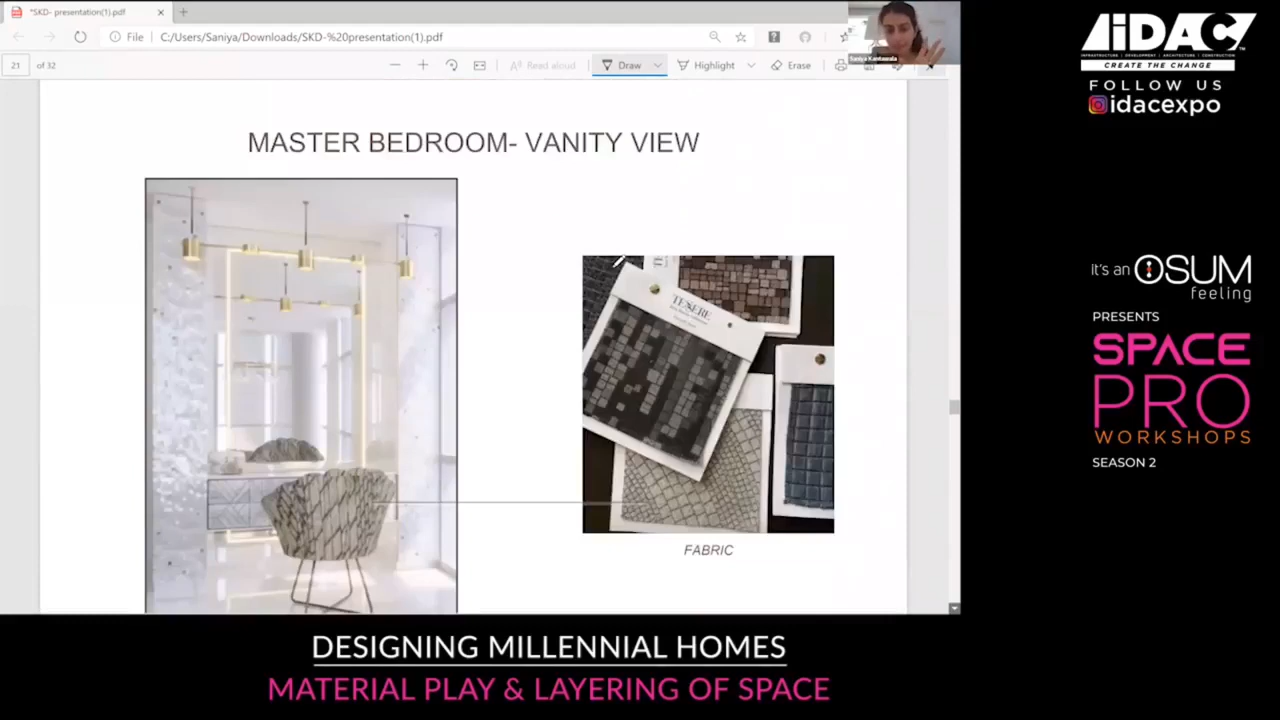 *SKD- presentation(1).pdf
File
C:/Users/Saniya/Downloads/SKD-%20presentation(1).pdf
21 of 32
Read aloud
Draw
Highlight
Erase
MASTER BEDROOM- VANITY VIEW
FABRIC
DESIGNING MILLENNIAL HOMES
MATERIAL PLAY & LAYERING OF SPACE
IDAC
CREATE THE CHANGE
FOLLOW US
idacexpo
it's an OSUM
feeling
PRESENTS
SPACE
PRO
WORKSHOPS
SEASON 2